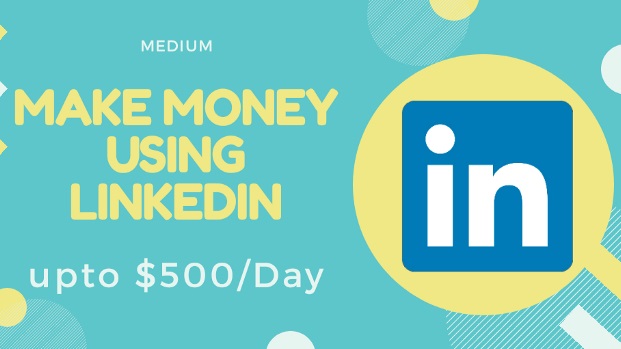 MEDIUM
MAKE MONEY
USING
LINKEDIN
upto $500/Day
in